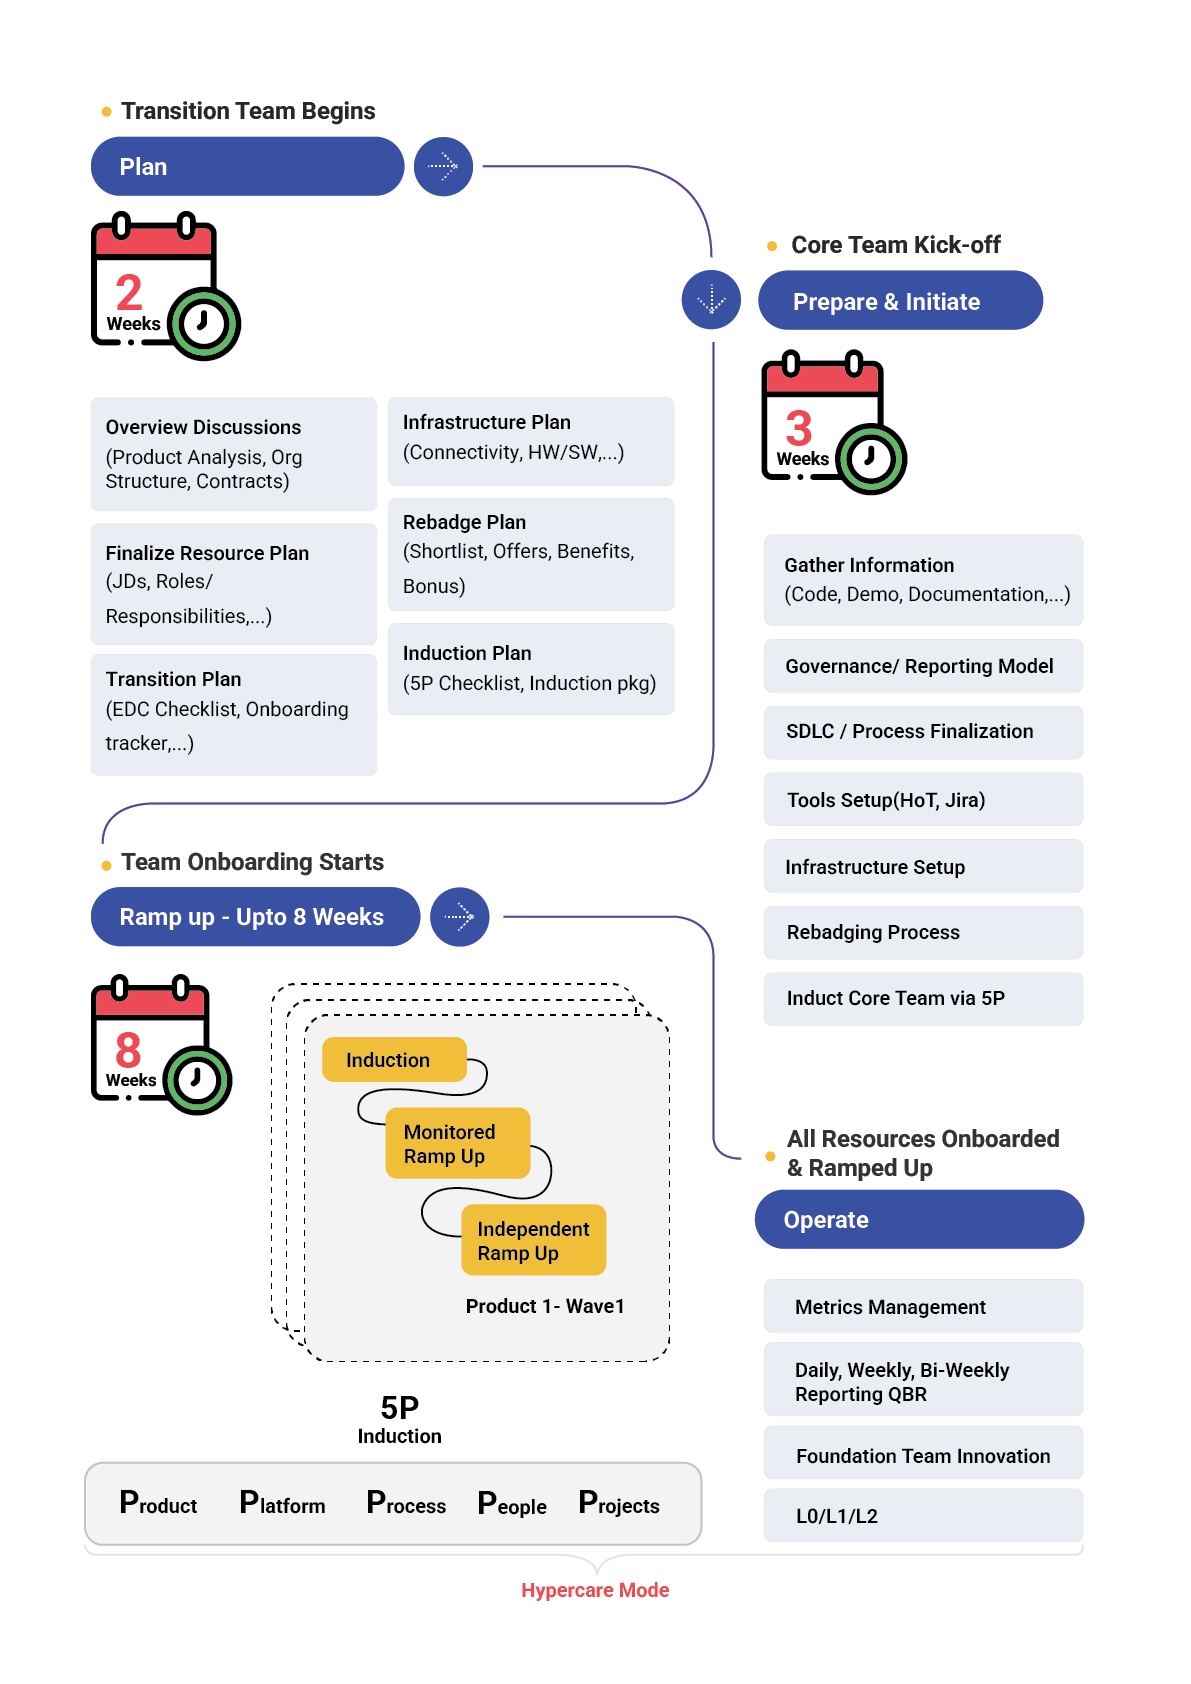 Transition Team Begins
Plan
2
Weeks
Overview Discussions
(Product Analysis, Org
Structure, Contracts)
Finalize Resource Plan
(JDs, Roles/
Responsibilities,...)
Transition Plan
(EDC Checklist, Onboarding
tracker,...)
Infrastructure Plan
(Connectivity, HW/SW,...)
Rebadge Plan
(Shortlist, Offers, Benefits,
Bonus)
Induction Plan
(5P Checklist, Induction pkg)
Core Team Kick-off
Prepare & Initiate
3
Weeks
Gather Information
(Code, Demo, Documentation,...)
Governance/ Reporting Model
SDLC / Process Finalization
Tools Setup(HoT, Jira)
Infrastructure Setup
Rebadging Process
Induct Core Team via 5P
Team Onboarding Starts
Ramp up - Upto 8 Weeks
8
Weeks
Induction
Monitored
Ramp Up
Independent
Ramp Up
Product 1- Wave1
5P
Induction
Product Platform Process People Projects
All Resources Onboarded
& Ramped Up
Operate
Metrics Management
Daily, Weekly, Bi-Weekly
Reporting QBR
Foundation Team Innovation
L0/L1/L2
Hypercare Mode